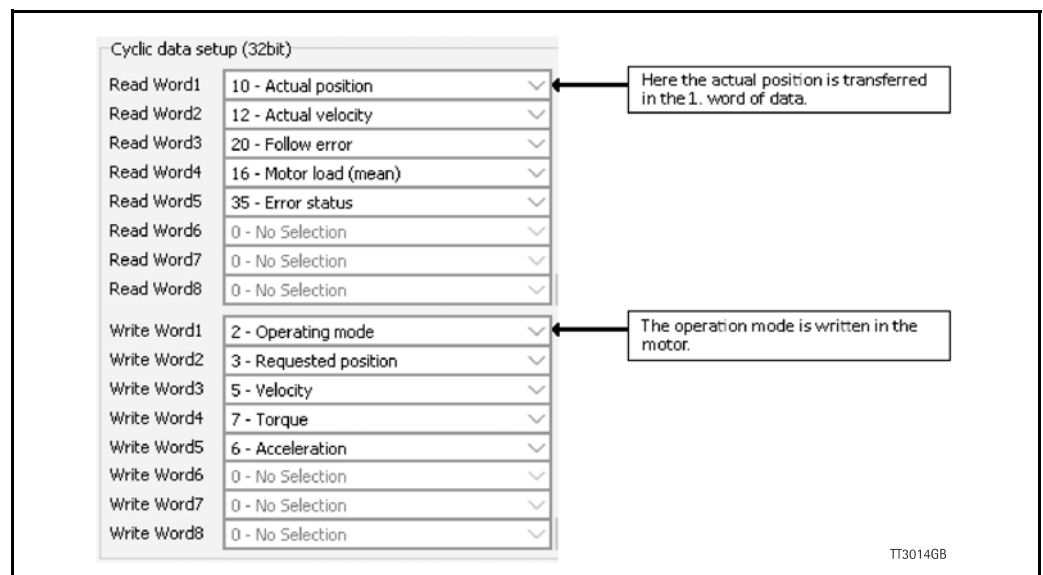 Cyclic data setup (32bit)
Read Word1 10 - Actual position
Here the actual position is transferred
in the 1. word of data.
Read Word2 12 - Actual velocity
Read Word3 20 - Follow error
Read Word4 16 - Motor load (mean)
Read Word5 35 - Error status
Read Word6 0 - No Selection
Read Word7 0 - No Selection
Read Word8 0 - No Selection
Write Word1 2 - Operating mode
The operation mode is written in the
motor.
Write Word2 3 - Requested position
Write Word3 5 - Velocity
Write Word4 7 - Torque
Write Word5 6 - Acceleration
Write Word6 0 - No Selection
Write Word7 0 - No Selection
Write Word8 0 - No Selection
TT3014GB